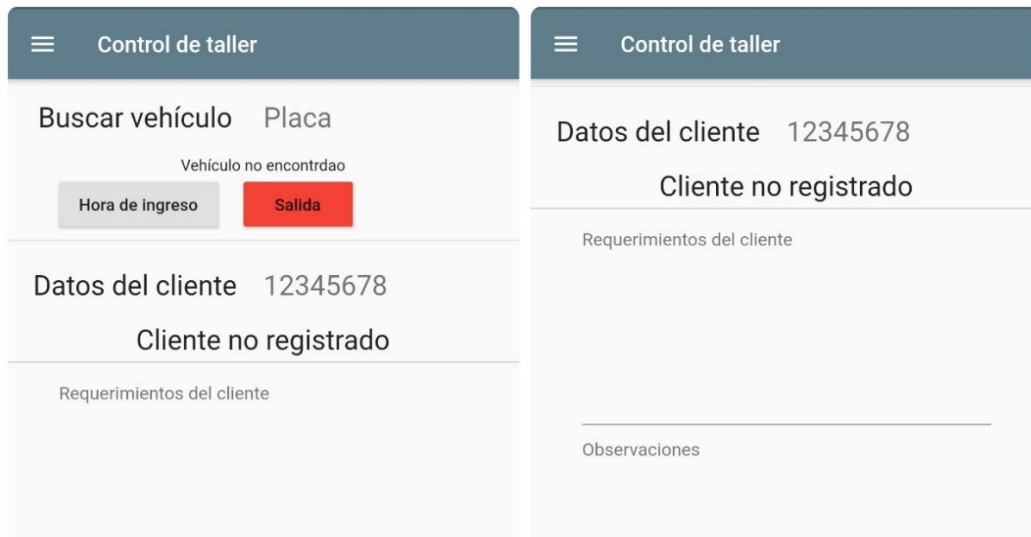 Control de taller
Buscar vehículo Placa
Vehículo no encontrdao
Hora de ingreso Salida
Datos del cliente 12345678
Cliente no registrado
Requerimientos del cliente
Control de taller
Datos del cliente 12345678
Cliente no registrado
Requerimientos del cliente
Observaciones